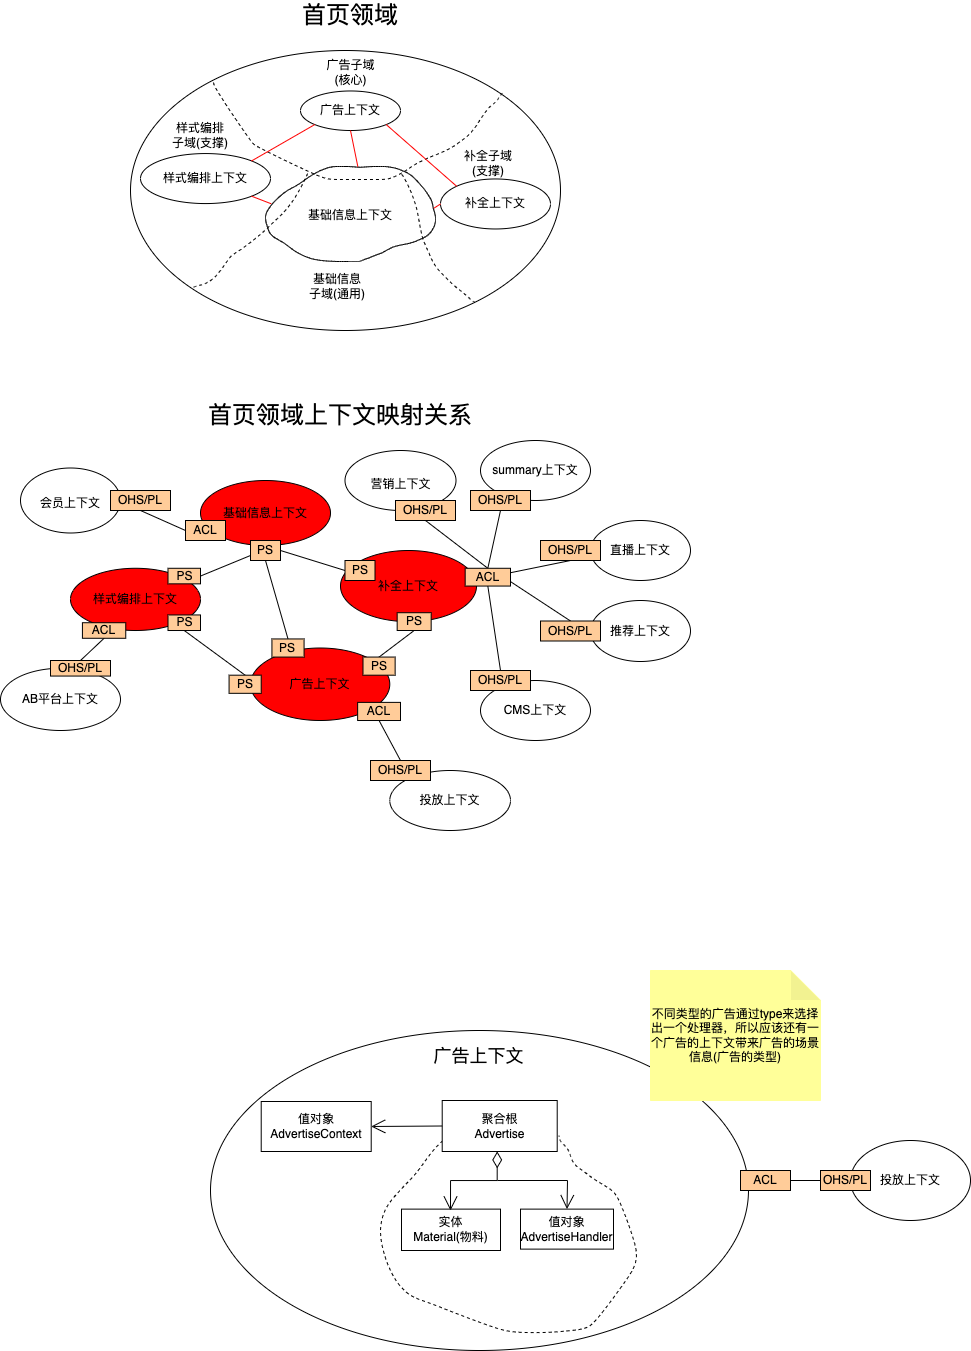 首页领域
广告子域
(核心)
广告上下文
样式编排
子域(支撑)
补全子域
(支撑)
样式编排上下文
补全上下文
基础信息上下文
基础信息
子域(通用)
首页领域上下文映射关系
会员上下文
OHS/PL
ACL
基础信息上下文
PS
营销上下文
OHS/PL
summary上下文
OHS/PL
OHS/PL
直播上下文
PS
补全上下文
ACL
PS
PS
样式编排上下文
PS
ACL
OHS/PL
推荐上下文
OHS/PL
AB平台上下文
PS
PS
PS
广告上下文
ACL
OHS/PL
CMS上下文
OHS/PL
投放上下文
不同类型的广告通过type来选择
出一个处理器，所以应该还有一
个广告的上下文带来广告的场景
信息(广告的类型)
广告上下文
值对象
AdvertiseContext
聚合根
Advertise
实体
Material(物料)
值对象
AdvertiseHandler
ACL
OHS/PL
投放上下文